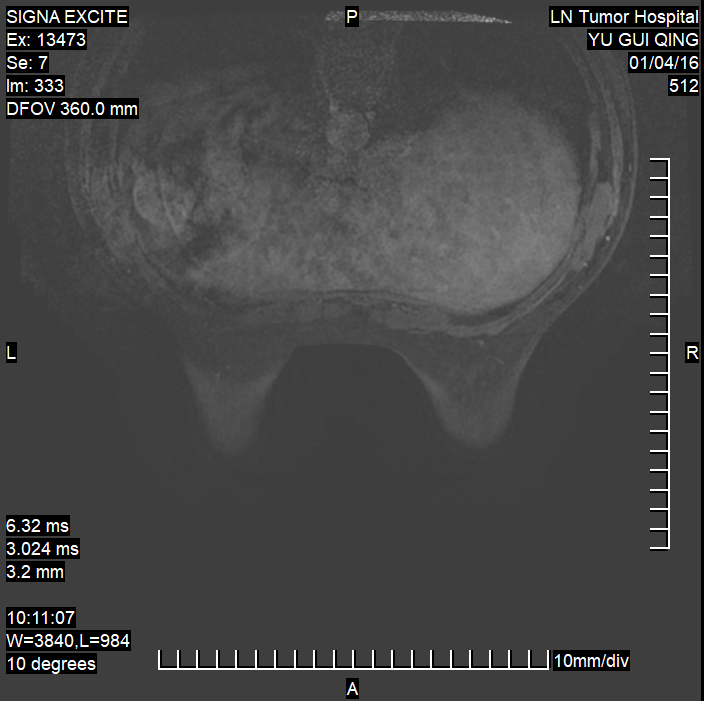 SIGNA EXCITE
Ex: 13473
Se: 7
Im: 333
DFOV 360.0 mm
P
LN Tumor Hospital
YU GUI QING
01/04/16
512
L
R
6.32 ms
3.024 ms
3.2 mm
10:11:07
W=3840,L=984
10 degrees
10mm/div
A